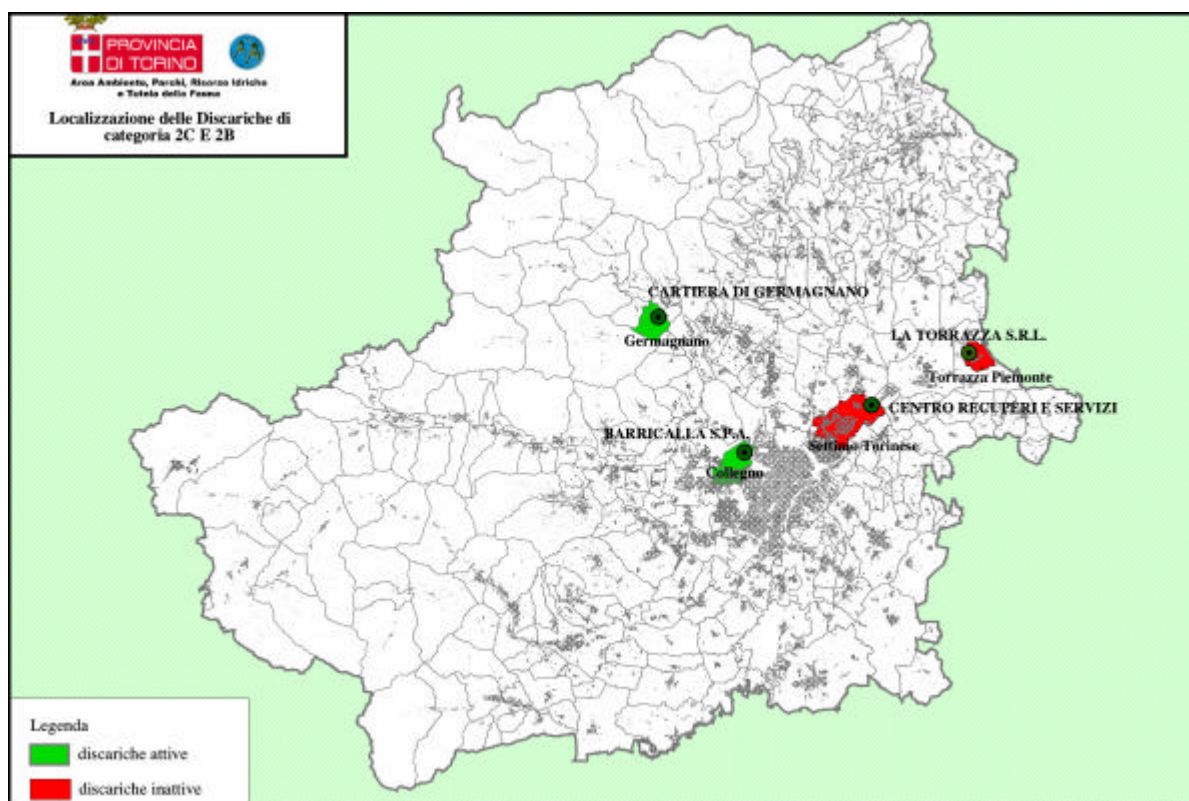 PROVINCIA
DI TORINO
Area Ambiente, Parchi, Risorse Idriche
e Tutela della Fauna
Localizzazione delle Discariche di
categoria 2C E 2B
CARTIERA DI GERMAGNANO
Germagnano
LA TORRAZZA S.R.L.
Torrazza Piemonte
CENTRO RECUPERI E SERVIZI
Settimo Torinese
BARRICALLA S.P.A.
Collegno
Legenda
discariche attive
discariche inattive